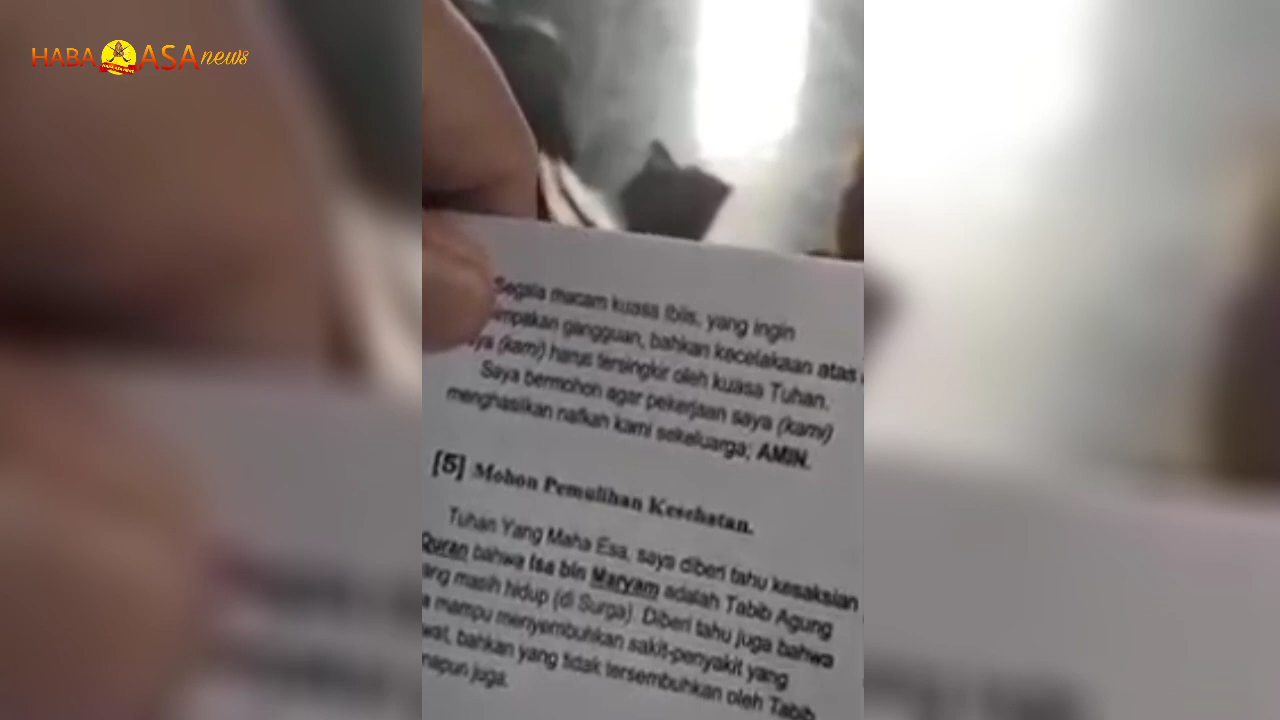 HABA ASA news
Segala macam kuasa Iblis, yang ingin
gangguan, bahkan kecelakaan atas
(kami) harus tersingkir oleh kuasa Tuhan.
Saya bermohon agar pekerjaan saya (kami)
menghasilkan nafkah kami sekeluarga; AMIN.
[5] Mohon Pemulihan Kesehatan.
Tuhan Yang Maha Esa, saya diberi tahu kesaksian
Quran bahwa Isa bin Maryam adalah Tabib Agung
masih hidup (di Surga). Diberi tahu juga bahwa
mampu menyembuhkan sakit-penyakit yang
bahkan yang tidak tersembuhkan oleh Tabib
juga.